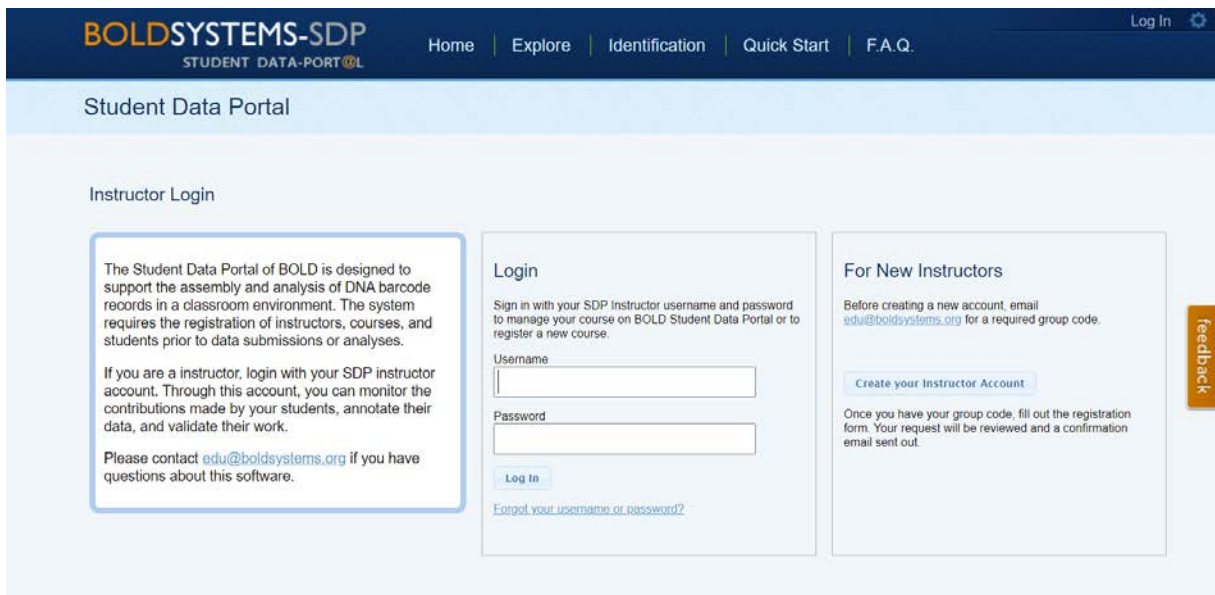 Log In
BOLDSYSTEMS-SDP
STUDENT DATA-PORT@L
Home
Explore
Identification
Quick Start
F.A.Q.
Student Data Portal
Instructor Login
The Student Data Portal of BOLD is designed to
support the assembly and analysis of DNA barcode
records in a classroom environment. The system
requires the registration of instructors, courses, and
students prior to data submissions or analyses.
If you are a instructor, login with your SDP instructor
account. Through this account, you can monitor the
contributions made by your students, annotate their
data, and validate their work.
Please contact edu@boldsystems.org if you have
questions about this software.
Login
Sign in with your SDP Instructor username and password
to manage your course on BOLD Student Data Portal or to
register a new course.
Username
Password
Log In
Forgot your username or password?
For New Instructors
Before creating a new account, email
edu@boldsystems.org for a required group code.
Create your Instructor Account
Once you have your group code, fill out the registration
form. Your request will be reviewed and a confirmation
email sent out.
feedback